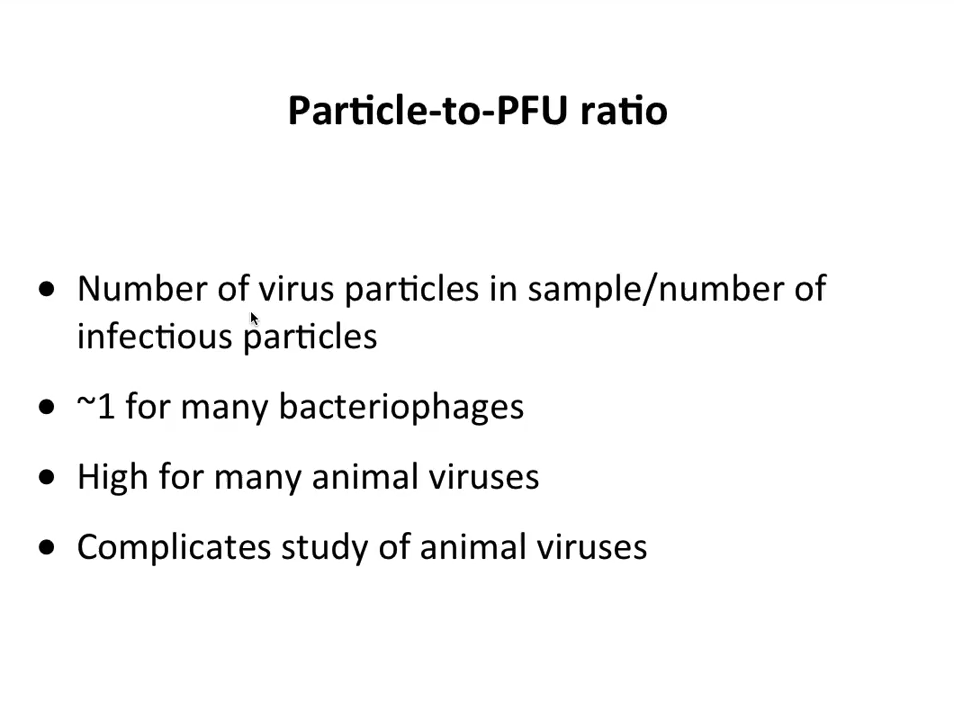 Particle-to-PFU ratio
• Number of virus particles in sample/number of
infectious particles
• ~1 for many bacteriophages
• High for many animal viruses
• Complicates study of animal viruses